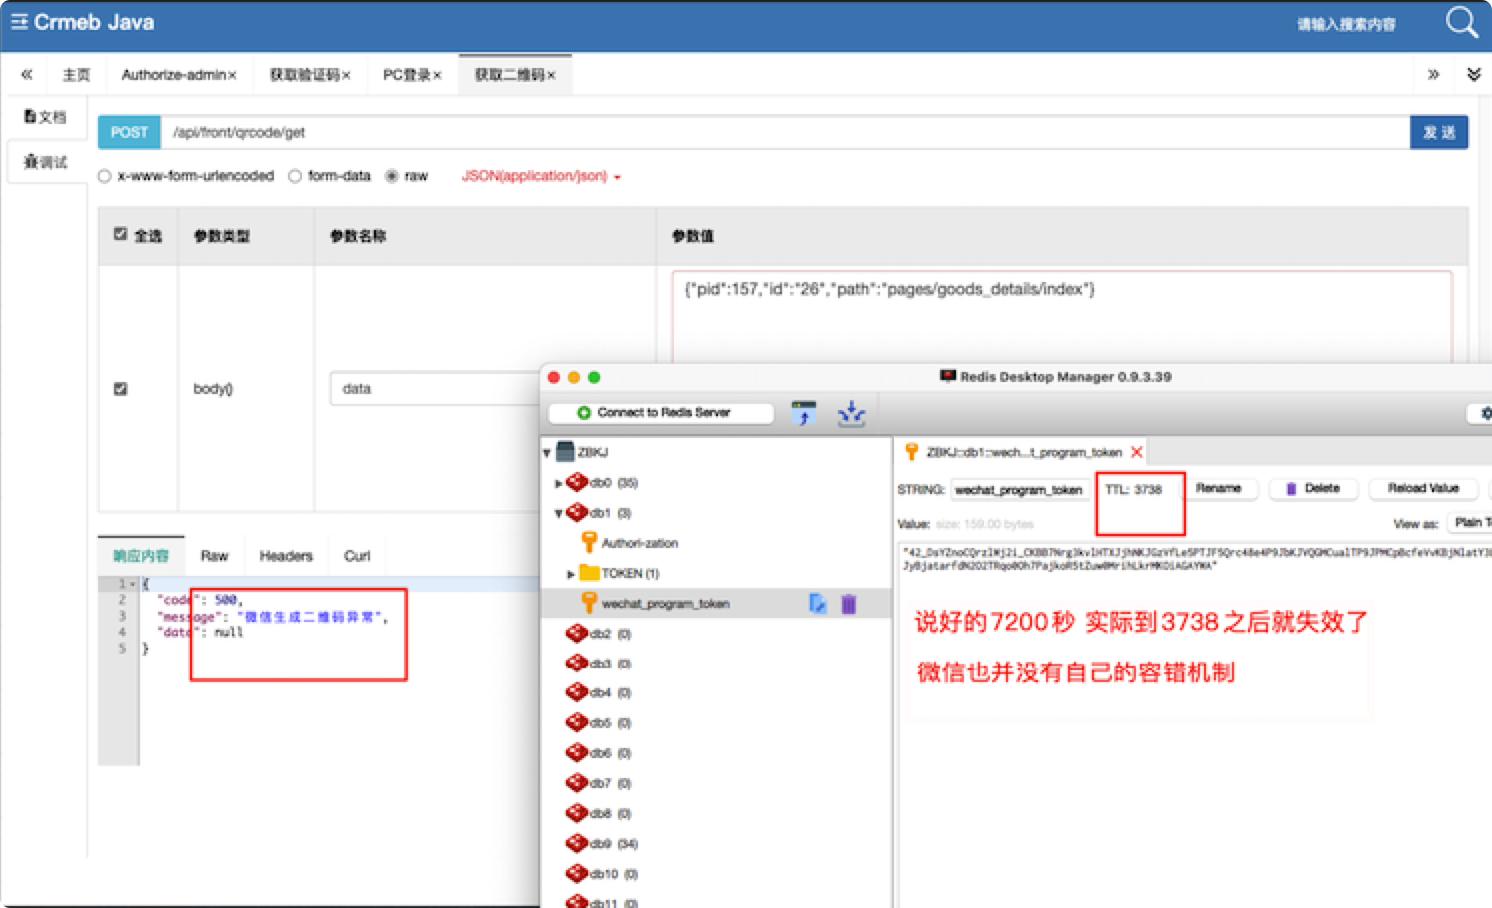 Crmeb Java
请输入搜索内容
« 主页 Authorize-admin× 获取验证码× PC登录× 获取二维码× »
文档
POST /api/front/qrcode/get 发 送
调试
x-www-form-urlencoded form-data raw JSON(application/json)
全选 参数类型 参数名称 参数值
{"pid":157,"id":"26","path":"pages/goods_details/index"}
body() data
响应内容 Raw Headers Curl
1 {
2 "code": 500,
3 "message": "微信生成二维码异常",
4 "data": null
5 }
Redis Desktop Manager 0.9.3.39
Connect to Redis Server
ZBKJ
db0 (35)
db1 (3)
Authori-zation
TOKEN (1)
wechat_program_token
db2 (0)
db3 (0)
db4 (0)
db5 (0)
db6 (0)
db7 (0)
db8 (0)
db9 (34)
db10 (0)
db11 (0)
ZBKJ::db1::wech...t_program_token
STRING: wechat_program_token TTL: 3738 Rename Delete Reload Value
Value: size: 159.00 bytes View as: Plain
说好的7200秒 实际到3738之后就失效了
微信也并没有自己的容错机制